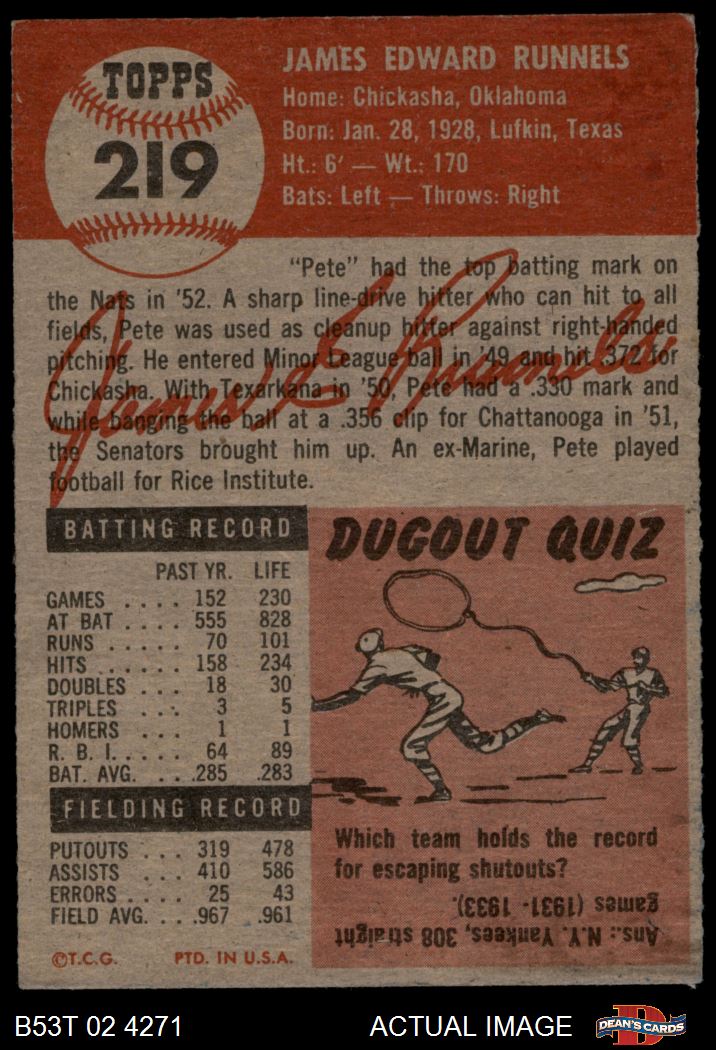 TOPPS
219
JAMES EDWARD RUNNELS
Home: Chickasha, Oklahoma
Born: Jan. 28, 1928, Lufkin, Texas
Ht.: 6' — Wt.: 170
Bats: Left — Throws: Right
"Pete" had the top batting mark on
the Nats in '52. A sharp line-drive hitter who can hit to all
fields, Pete was used as cleanup hitter against right-handed
pitching. He entered Minor League ball in '49 and hit .372 for
Chickasha. With Texarkana in '50, Pete had a .330 mark and
while banging the ball at a .356 clip for Chattanooga in '51,
the Senators brought him up. An ex-Marine, Pete played
football for Rice Institute.
James E Runnels
BATTING RECORD
PAST YR. LIFE
GAMES . . . . 152 230
AT BAT . . . . 555 828
RUNS . . . . . 70 101
HITS . . . . . . 158 234
DOUBLES . . . 18 30
TRIPLES . . . 3 5
HOMERS . . . 1 1
R. B. I. . . . . . 64 89
BAT. AVG. . . .285 .283
FIELDING RECORD
PUTOUTS . . . 319 478
ASSISTS . . . . 410 586
ERRORS . . . . 25 43
FIELD AVG. . . .967 .961
©T.C.G. PTD. IN U.S.A.
DUGOUT QUIZ
Which team holds the record
for escaping shutouts?
Ans.: N.Y. Yankees, 308 straight
games (1931-1933).
B53T 02 4271
ACTUAL IMAGE
D
DEAN'S CARDS